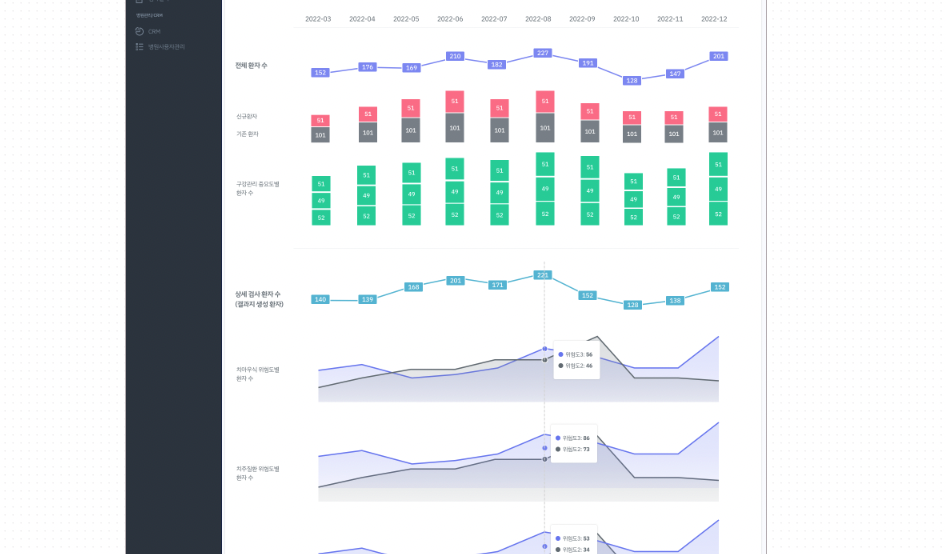 병원관리 CRM
CRM
병원사용자관리
2022-03 2022-04 2022-05 2022-06 2022-07 2022-08 2022-09 2022-10 2022-11 2022-12
전체 환자 수
152 176 169 210 182 227 191 128 147 201
신규환자
51 51 51 51 51 51 51 51 51 51
기존 환자
101 101 101 101 101 101 101 101 101 101
구강관리 중요도별
환자 수
51 51 51 51 51 51 51 51 51 51
49 49 49 49 49 49 49 49 49 49
52 52 52 52 52 52 52 52 52 52
상세 검사 환자 수
(결과지 생성 환자)
140 139 168 201 171 221 152 128 138 152
치아우식 위험도별
환자 수
위험도3: 56
위험도2: 46
치주질환 위험도별
환자 수
위험도3: 86
위험도2: 73
위험도3: 53
위험도2: 34